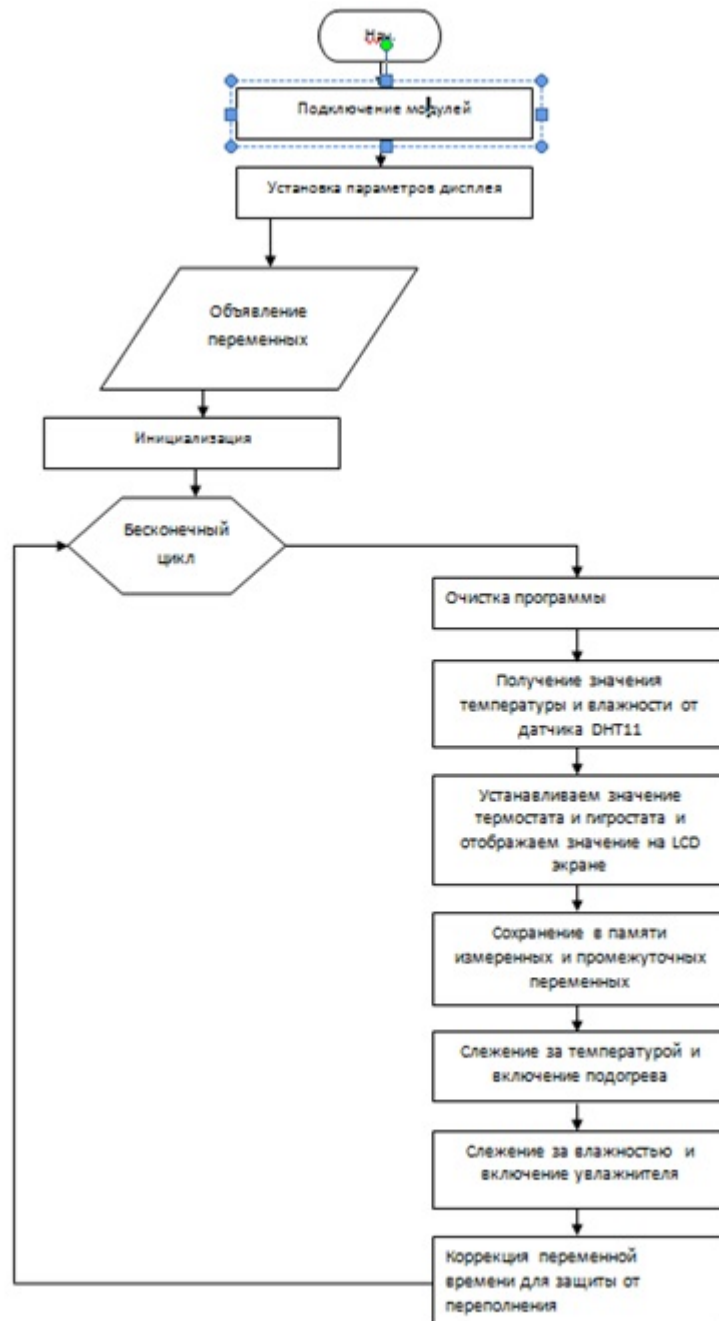 Нач.
Подключение модулей
Установка параметров дисплея
Объявление
переменных
Инициализация
Бесконечный
цикл
Очистка программы
Получение значения
температуры и влажности от
датчика DHT11
Устанавливаем значение
термостата и гигростата и
отображаем значение на LCD
экране
Сохранение в памяти
измеренных и промежуточных
переменных
Слежение за температурой и
включение подогрева
Слежение за влажностью и
включение увлажнителя
Коррекция переменной
времени для защиты от
переполнения